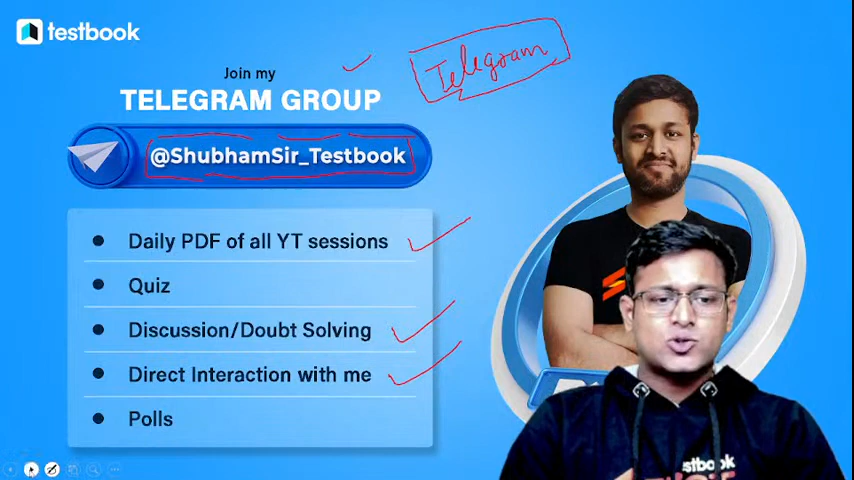 testbook
Join my
Telegram
TELEGRAM GROUP
@ShubhamSir_Testbook
Daily PDF of all YT sessions
Quiz
Discussion/Doubt Solving
Direct Interaction with me
Polls